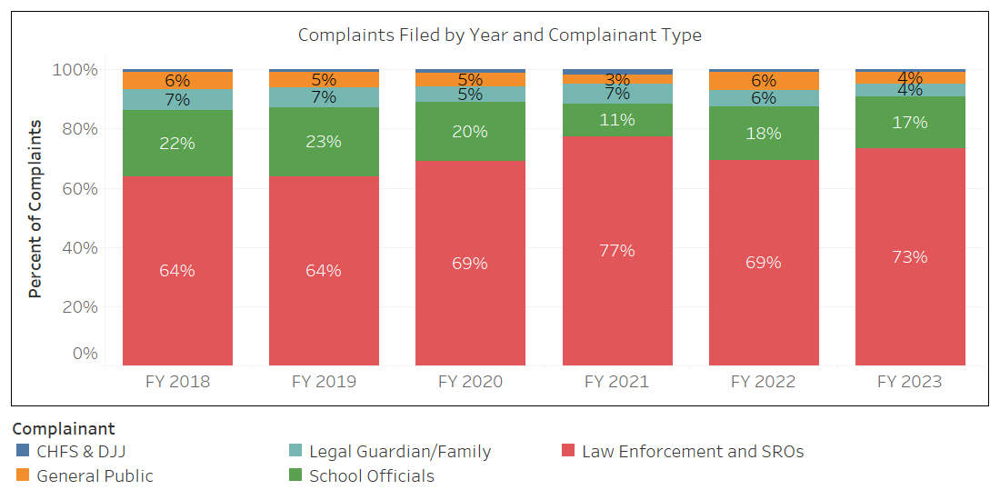 Complaints Filed by Year and Complainant Type
Percent of Complaints
100%
80%
60%
40%
20%
0%
6% 5% 5% 3% 6% 4%
7% 7% 5% 7% 6% 4%
22% 23% 20% 11% 18% 17%
64% 64% 69% 77% 69% 73%
FY 2018 FY 2019 FY 2020 FY 2021 FY 2022 FY 2023
Complainant
CHFS & DJJ Legal Guardian/Family Law Enforcement and SROs
General Public School Officials